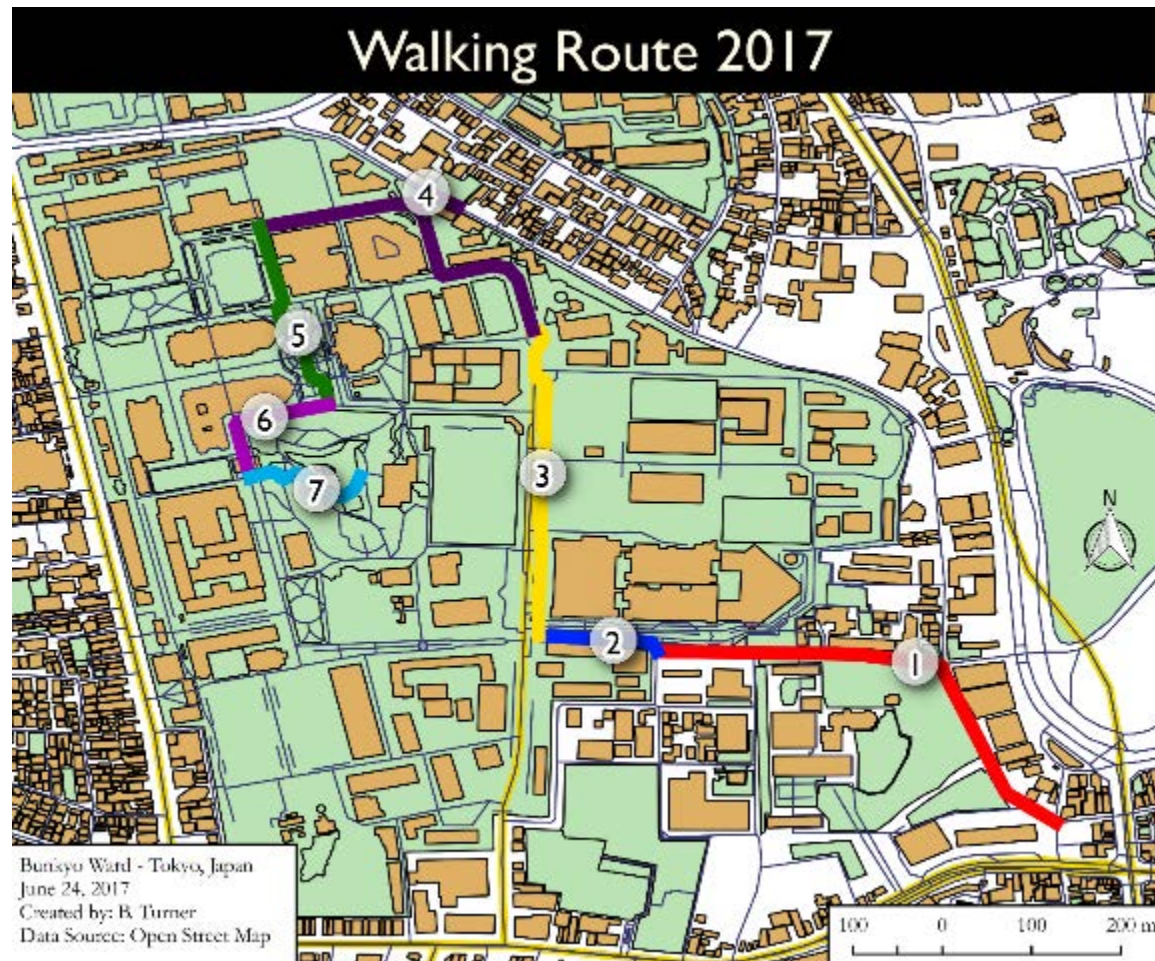 Walking Route 2017
4
5
6
7
3
2
1
N
Bunkyo Ward - Tokyo, Japan
June 24, 2017
Created by: B. Turner
Data Source: Open Street Map
100 0 100 200 m